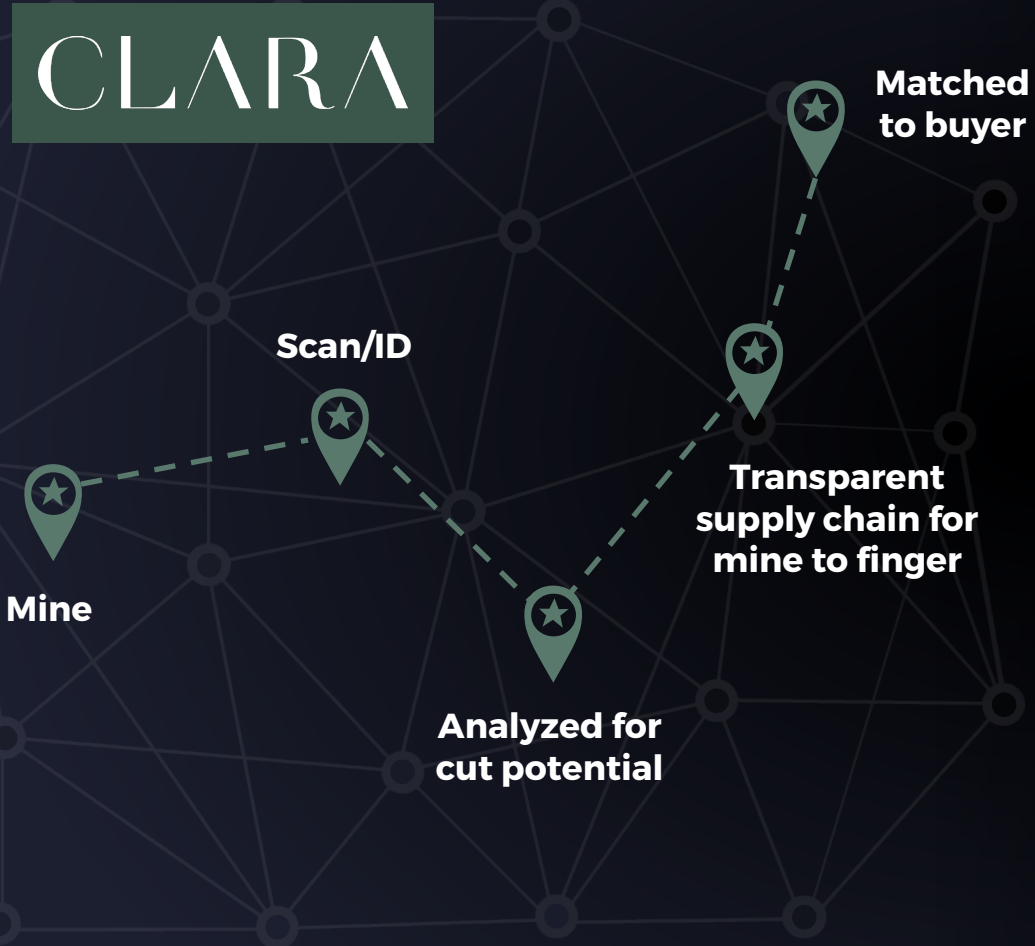 CLARA
Matched
to buyer
Scan/ID
Transparent
supply chain for
mine to finger
Mine
Analyzed for
cut potential